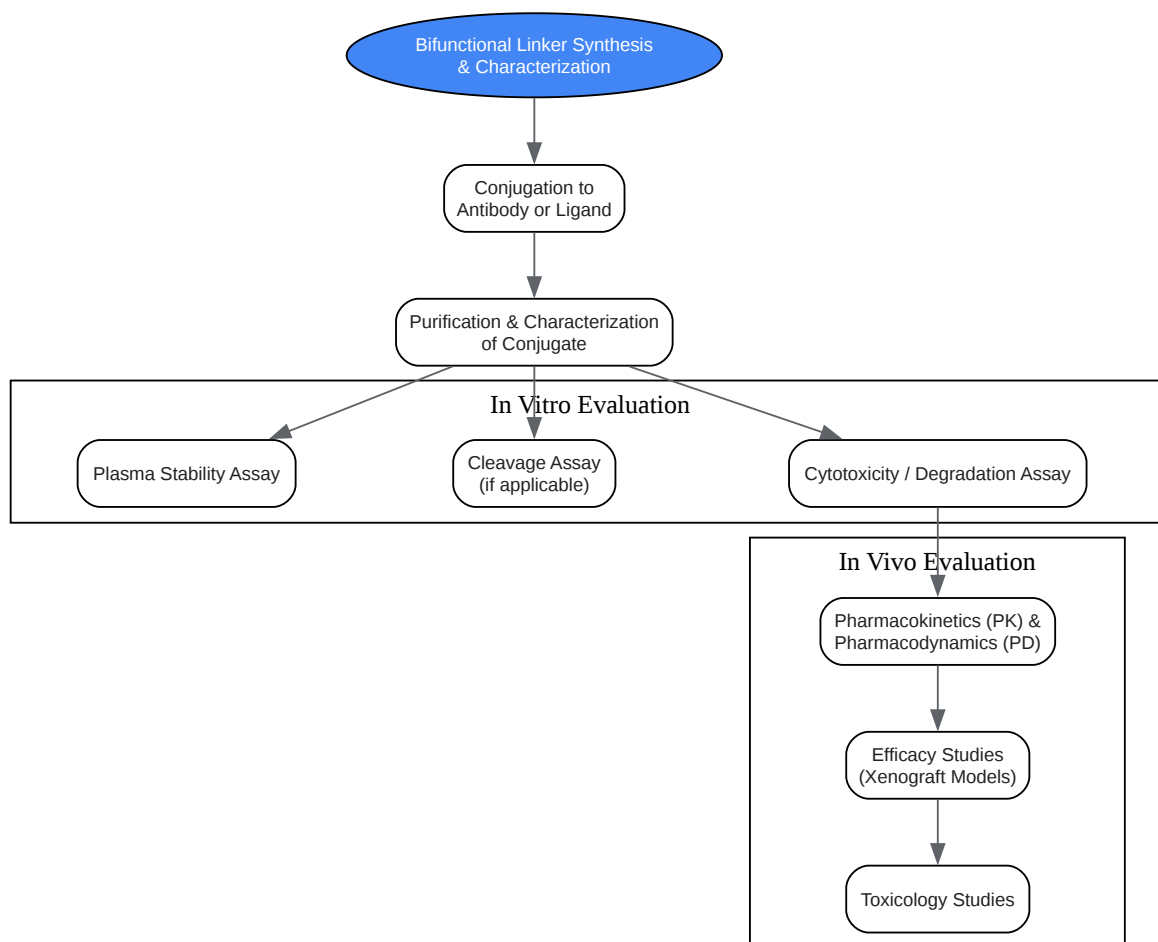 Bifunctional Linker Synthesis
& Characterization
Conjugation to
Antibody or Ligand
Purification & Characterization
of Conjugate
In Vitro Evaluation
Plasma Stability Assay
Cleavage Assay
(if applicable)
Cytotoxicity / Degradation Assay
In Vivo Evaluation
Pharmacokinetics (PK) &
Pharmacodynamics (PD)
Efficacy Studies
(Xenograft Models)
Toxicology Studies